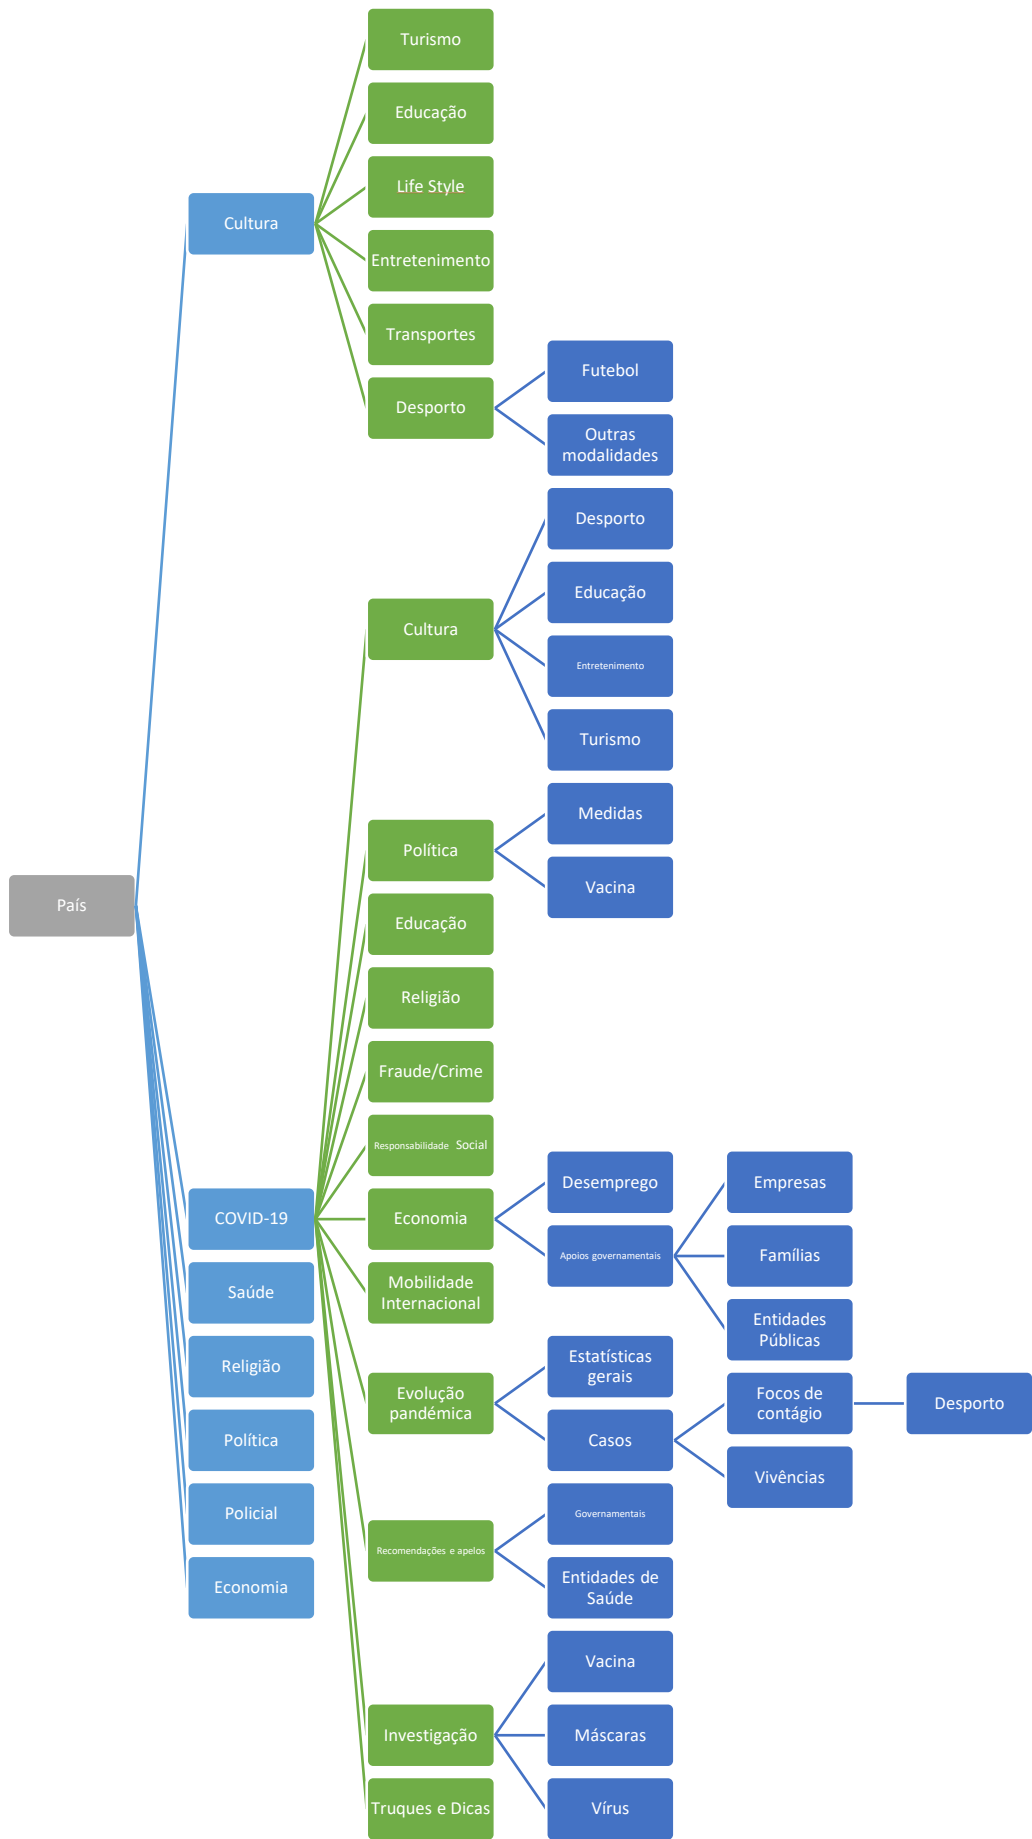 Turismo
Educação
Life Style
Cultura
Entretenimento
Transportes
Futebol
Desporto
Outras
modalidades
Desporto
Educação
Cultura
Entretenimento
Turismo
Medidas
Política
Vacina
País
Educação
Religião
Fraude/Crime
Responsabilidade Social
Desemprego
Empresas
COVID-19
Economia
Apoios governamentais
Famílias
Saúde
Mobilidade
Internacional
Entidades
Públicas
Estatísticas
gerais
Religião
Evolução
pandémica
Focos de
contágio
Desporto
Política
Casos
Vivências
Policial
Governamentais
Recomendações e apelos
Economia
Entidades de
Saúde
Vacina
Investigação
Máscaras
Truques e Dicas
Vírus